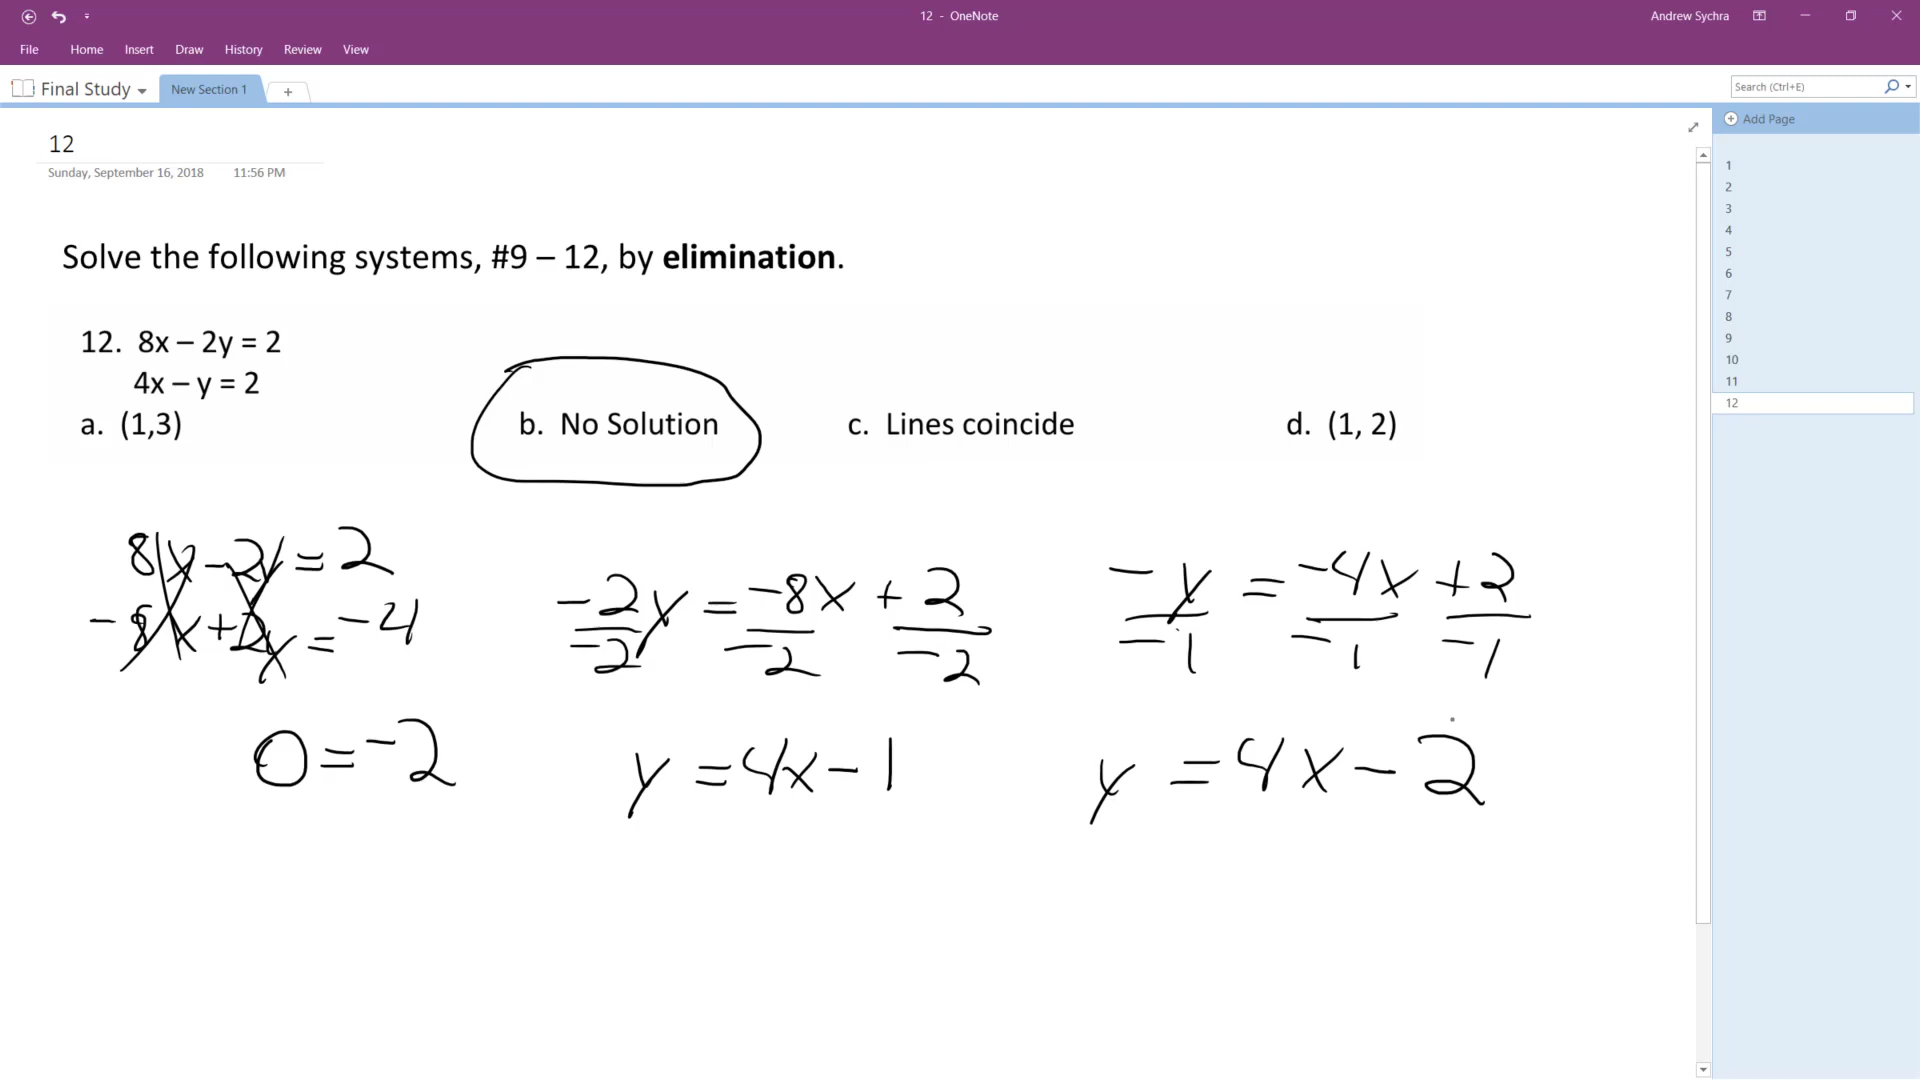 12 - OneNote
Andrew Sychra
File Home Insert Draw History Review View
Final Study
New Section 1
+
Search (Ctrl+E)
Add Page
12
Sunday, September 16, 2018 11:56 PM
Solve the following systems, #9 – 12, by elimination.
12. 8x – 2y = 2
4x – y = 2
a. (1,3) b. No Solution c. Lines coincide d. (1, 2)
8x-2y=2
-8x+2y=-4
0=-2
-2y=-8x+2
-2 -2 -2
y=4x-1
-y=-4x+2
-1 -1 -1
y=4x-2
1
2
3
4
5
6
7
8
9
10
11
12